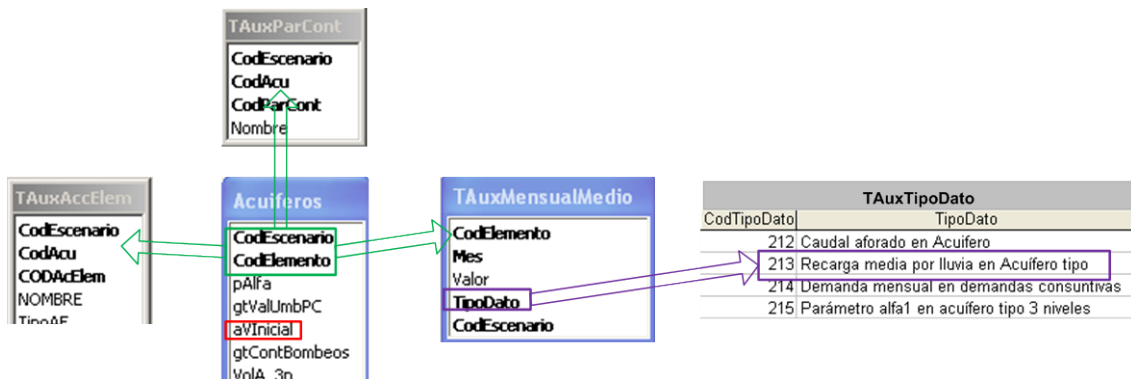 TAuxParCont
CodEscenario
CodAcu
CodParCont
Nombre
TAuxAccElem
CodEscenario
CodAcu
CODAcElem
NOMBRE
TipoAE
Acuiferos
CodEscenario
CodElemento
pAlfa
gtValUmbPC
aVInicial
gtContBombeos
VolA_3n
TAuxMensualMedio
CodElemento
Mes
Valor
TipoDato
CodEscenario
TAuxTipoDato
CodTipoDato TipoDato
212 Caudal aforado en Acuifero
213 Recarga media por lluvia en Acuífero tipo
214 Demanda mensual en demandas consuntivas
215 Parámetro alfa1 en acuífero tipo 3 niveles